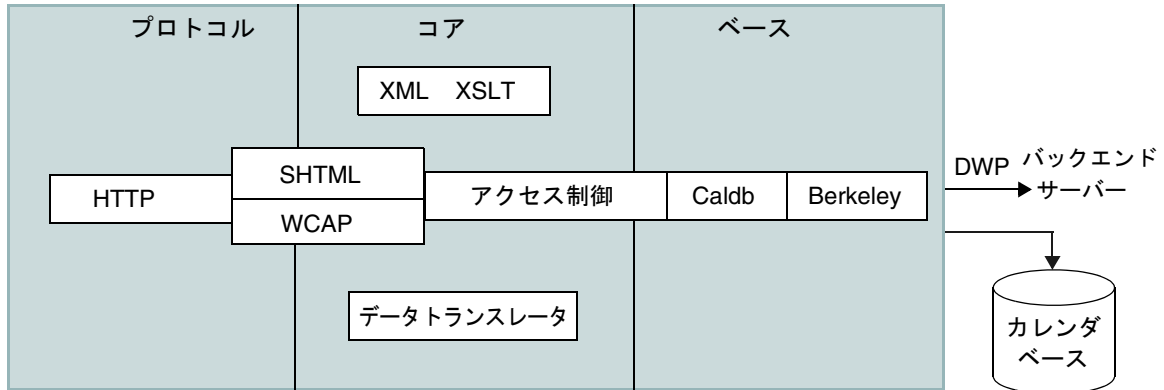 プロトコル
コア
ベース
XML XSLT
HTTP
SHTML
WCAP
アクセス制御
Caldb
Berkeley
DWP
バックエンド
サーバー
データトランスレータ
カレンダ
ベース